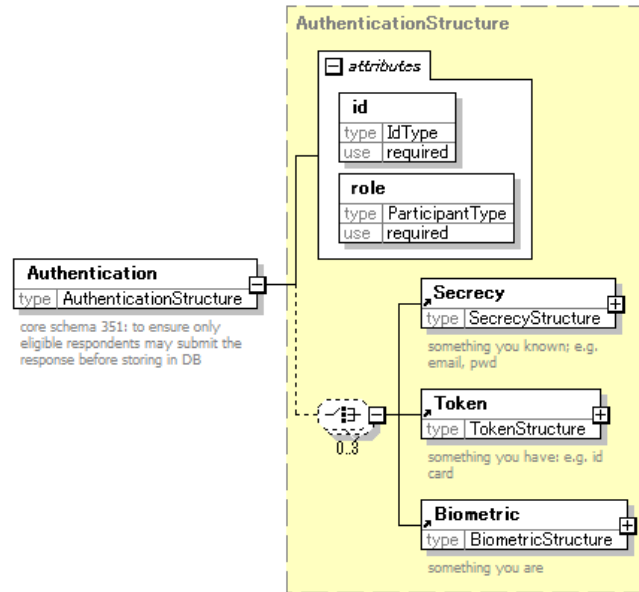 AuthenticationStructure
attributes
id
type IdType
use required
role
type ParticipantType
use required
Authentication
type AuthenticationStructure
core schema 351: to ensure only
eligible respondents may submit the
response before storing in DB
0..3
Secrecy
type SecrecyStructure
something you known; e.g.
email, pwd
Token
type TokenStructure
something you have: e.g. id
card
Biometric
type BiometricStructure
something you are